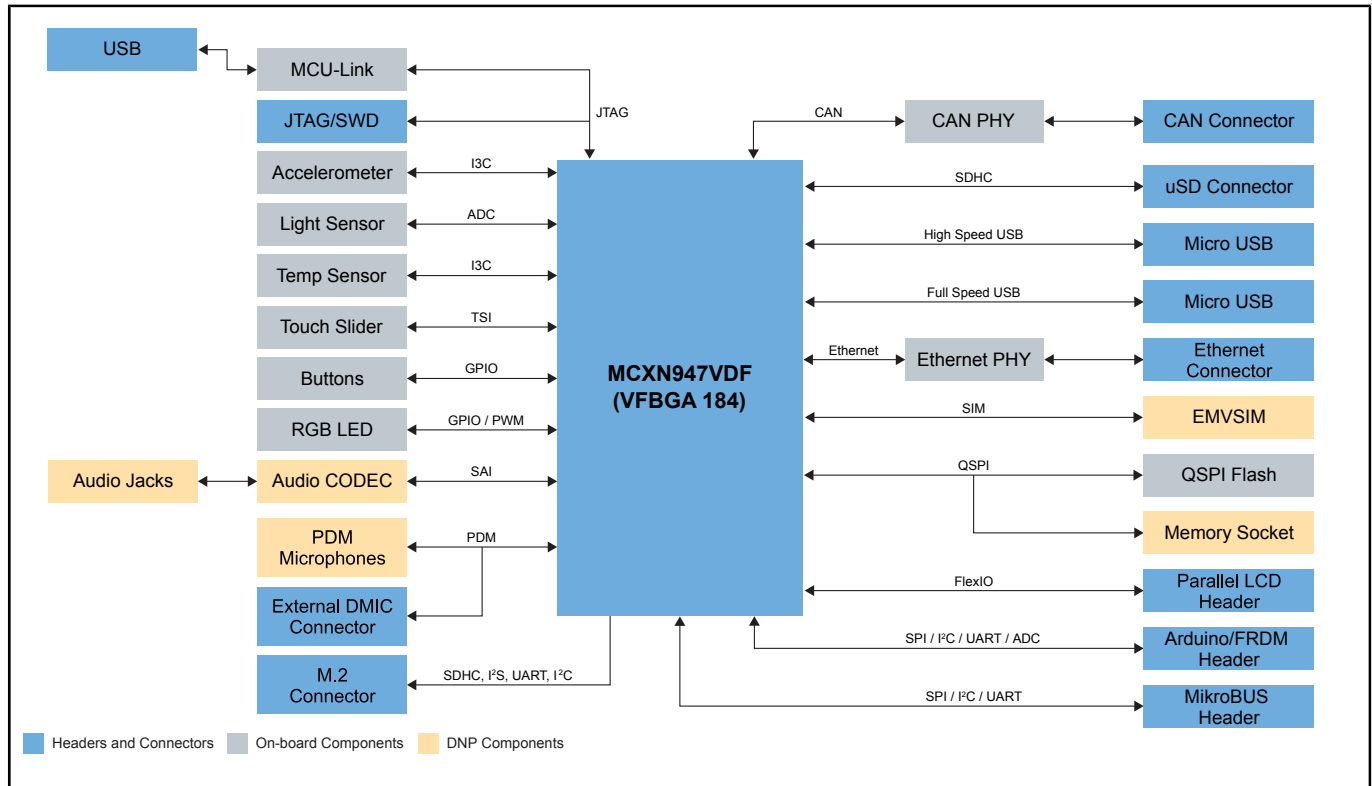 USB
MCU-Link
JTAG/SWD
JTAG
Accelerometer
I3C
Light Sensor
ADC
Temp Sensor
I3C
Touch Slider
TSI
Buttons
GPIO
RGB LED
GPIO / PWM
Audio Jacks
Audio CODEC
SAI
PDM
Microphones
PDM
External DMIC
Connector
M.2
Connector
SDHC, I²S, UART, I²C
MCXN947VDF
(VFBGA 184)
CAN
CAN PHY
CAN Connector
SDHC
uSD Connector
High Speed USB
Micro USB
Full Speed USB
Micro USB
Ethernet
Ethernet PHY
Ethernet
Connector
SIM
EMVSIM
QSPI
QSPI Flash
Memory Socket
FlexIO
Parallel LCD
Header
SPI / I²C / UART / ADC
Arduino/FRDM
Header
SPI / I²C / UART
MikroBUS
Header
Headers and Connectors
On-board Components
DNP Components